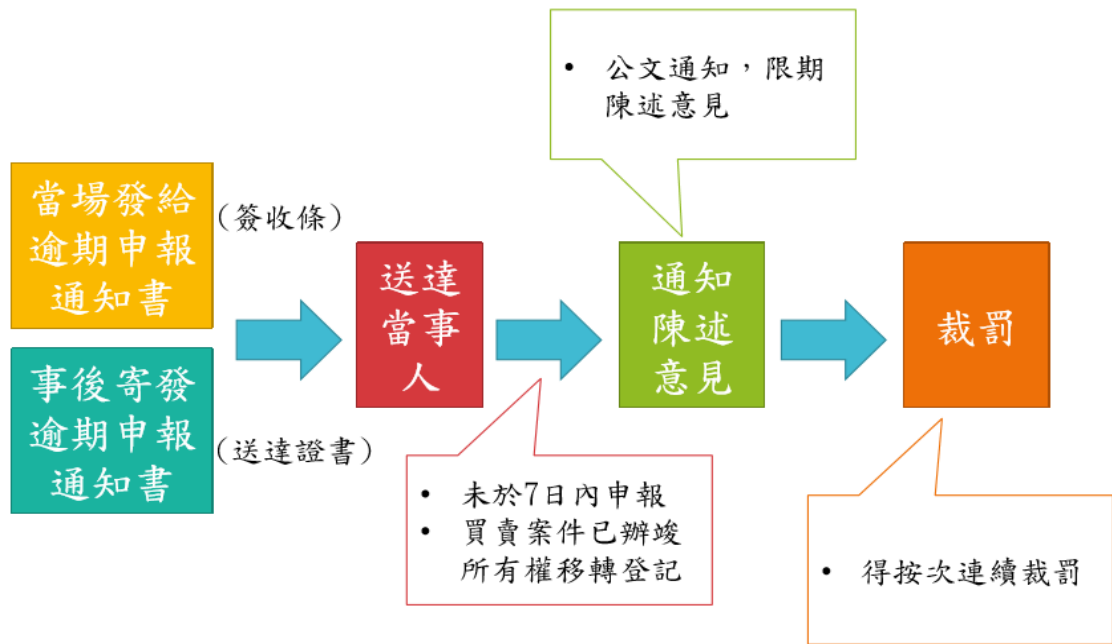 • 公文通知，限期
陳述意見
當場發給
逾期申報
通知書
(簽收條)
事後寄發
逾期申報
通知書
(送達證書)
送達
當事
人
• 未於7日內申報
• 買賣案件已辦竣
所有權移轉登記
通知
陳述
意見
裁罰
• 得按次連續裁罰